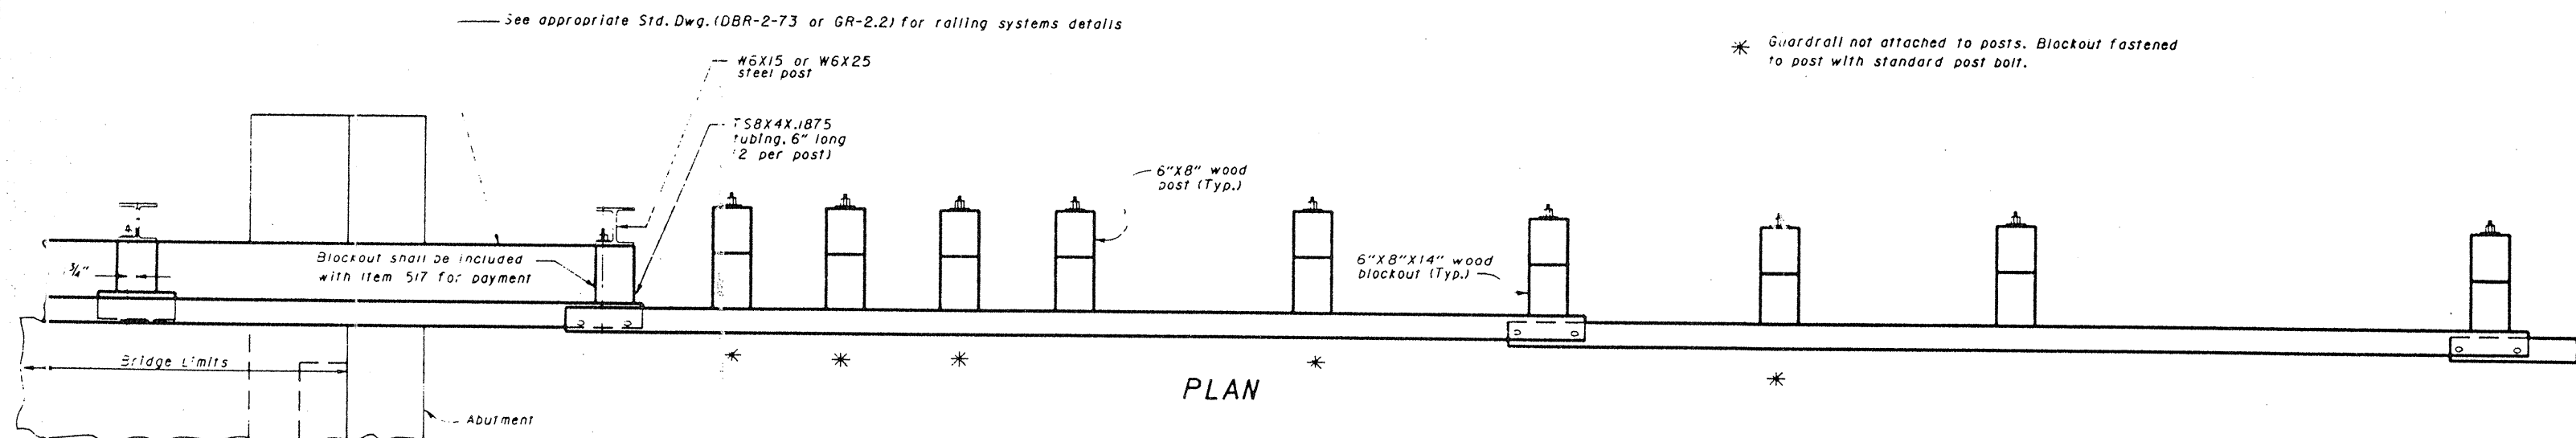 See appropriate Std. Dwg. (DBR-2-73 or GR-2.2) for railing systems details
* Guardrail not attached to posts. Blockout fastened
to post with standard post bolt.
W6X15 or W6X25
steel post
TS8X4X.1875
tubing, 6" long
(2 per post)
6"X8" wood
post (Typ.)
Blockout shall be included
with Item 517 for payment
3/4"
6"X8"X14" wood
blockout (Typ.)
* * * * *
Bridge Limits
PLAN
Abutment